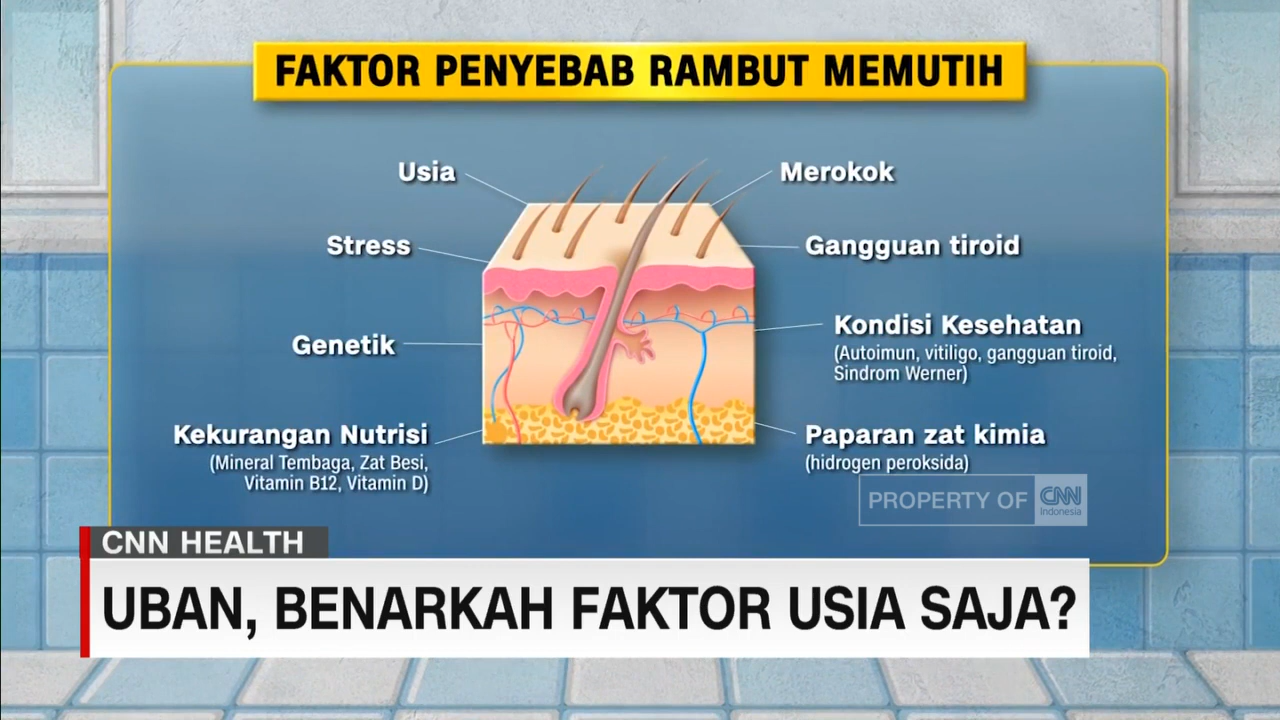 FAKTOR PENYEBAB RAMBUT MEMUTIH
Usia
Stress
Genetik
Kekurangan Nutrisi
(Mineral Tembaga, Zat Besi,
Vitamin B12, Vitamin D)
Merokok
Gangguan tiroid
Kondisi Kesehatan
(Autoimun, vitiligo, gangguan tiroid,
Sindrom Werner)
Paparan zat kimia
(hidrogen peroksida)
PROPERTY OF CNN Indonesia
CNN HEALTH
UBAN, BENARKAH FAKTOR USIA SAJA?